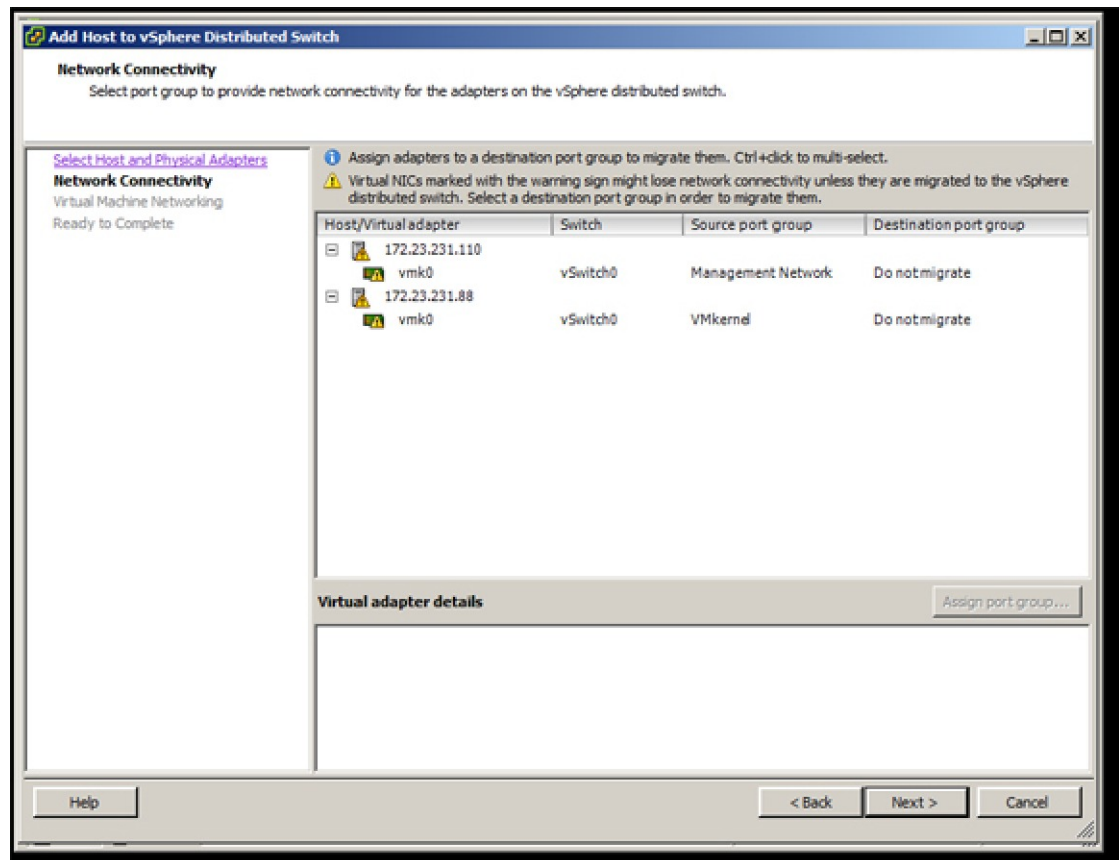 Add Host to vSphere Distributed Switch
Network Connectivity
Select port group to provide network connectivity for the adapters on the vSphere distributed switch.
Select Host and Physical Adapters
Network Connectivity
Virtual Machine Networking
Ready to Complete
Assign adapters to a destination port group to migrate them. Ctrl+click to multi-select.
Virtual NICs marked with the warning sign might lose network connectivity unless they are migrated to the vSphere
distributed switch. Select a destination port group in order to migrate them.
Host/Virtual adapter Switch Source port group Destination port group
172.23.231.110
vmk0 vSwitch0 Management Network Do not migrate
172.23.231.88
vmk0 vSwitch0 VMkernel Do not migrate
Virtual adapter details Assign port group...
Help < Back Next > Cancel